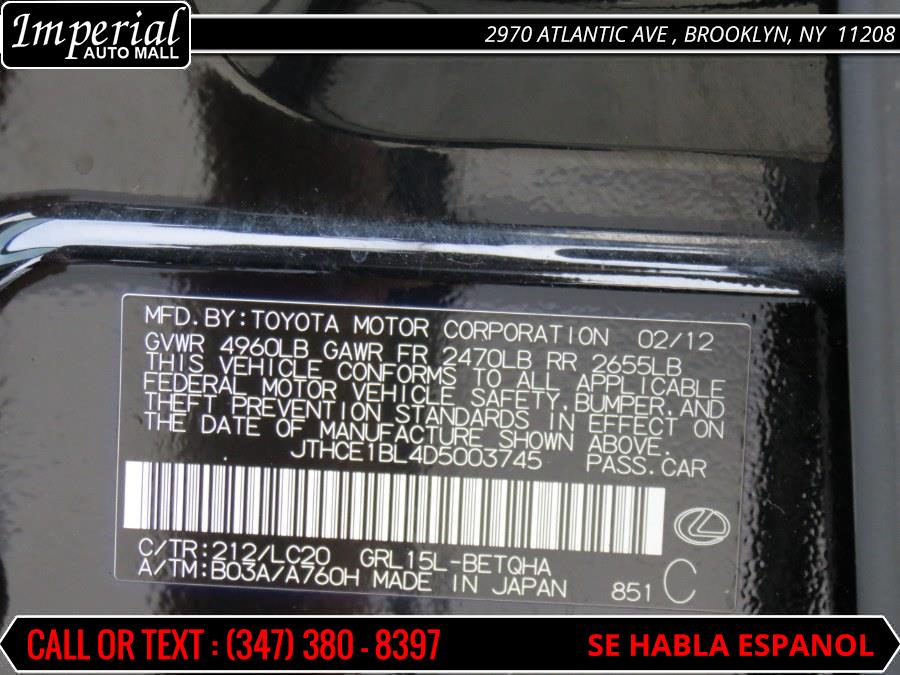 Imperial
AUTO MALL
2970 ATLANTIC AVE , BROOKLYN, NY 11208
MFD.BY:TOYOTA MOTOR CORPORATION 02/12
GVWR 4960LB GAWR FR 2470LB RR 2655LB
THIS VEHICLE CONFORMS TO ALL APPLICABLE
FEDERAL MOTOR VEHICLE SAFETY,BUMPER,AND
THEFT PREVENTION STANDARDS IN EFFECT ON
THE DATE OF MANUFACTURE SHOWN ABOVE.
JTHCE1BL4D5003745 PASS.CAR
C/TR:212/LC20 GRL15L-BETQHA
A/TM:B03A/A760H MADE IN JAPAN 851 C
CALL OR TEXT : (347) 380 - 8397
SE HABLA ESPANOL